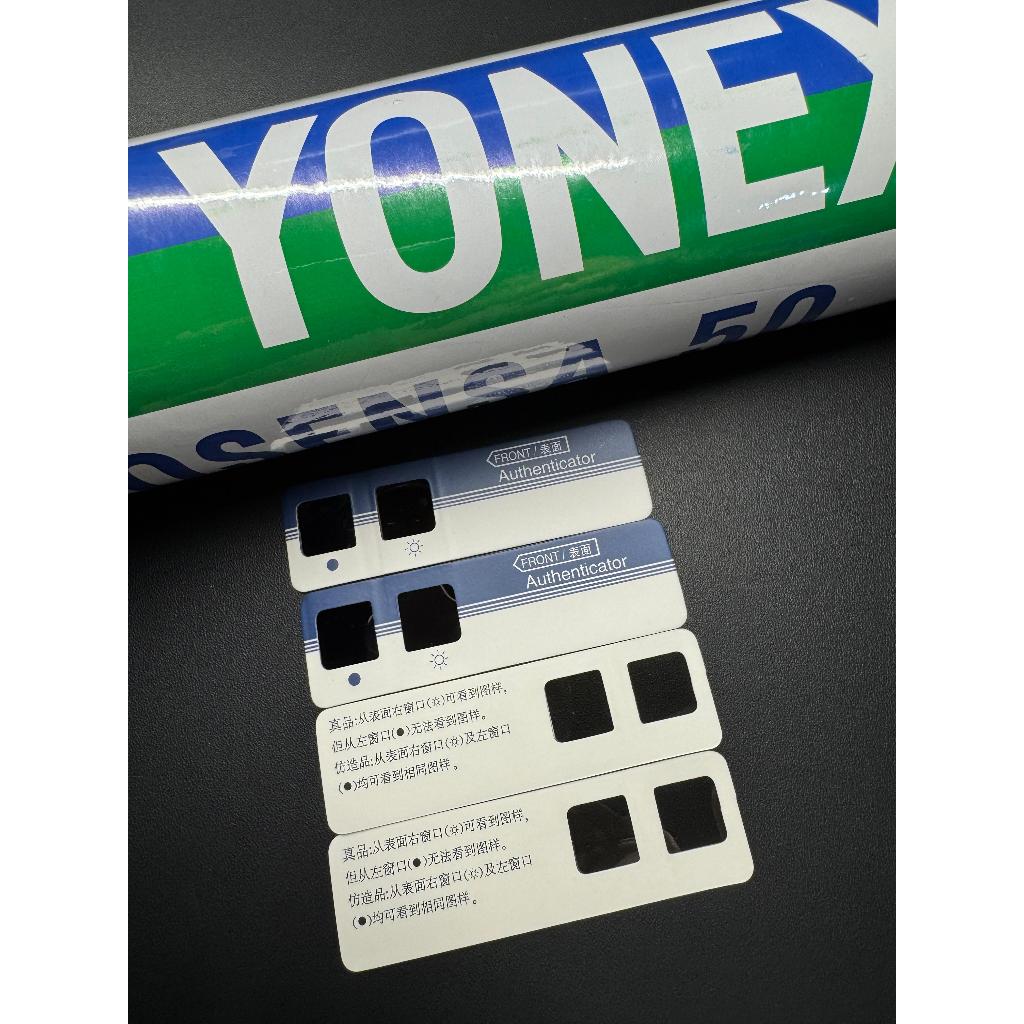 YONEX
OSENSA 50
FRONT / 表面
Authenticator
FRONT / 表面
Authenticator
真品:从表面右窗口(☼)可看到图样,
但从左窗口(●)无法看到图样。
仿造品:从表面右窗口(☼)及左窗口
(●)均可看到相同图样。
真品:从表面右窗口(☼)可看到图样,
但从左窗口(●)无法看到图样。
仿造品:从表面右窗口(☼)及左窗口
(●)均可看到相同图样。